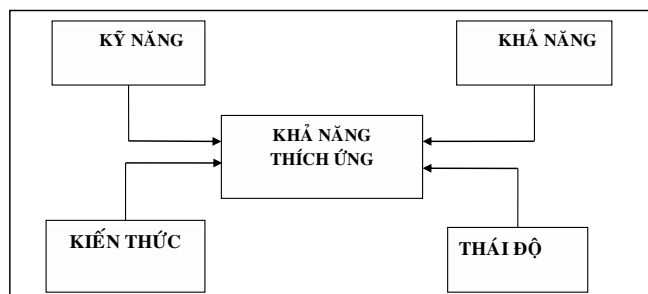 KỸ NĂNG
KHẢ NĂNG
KHẢ NĂNG
THÍCH ỨNG
KIẾN THỨC
THÁI ĐỘ